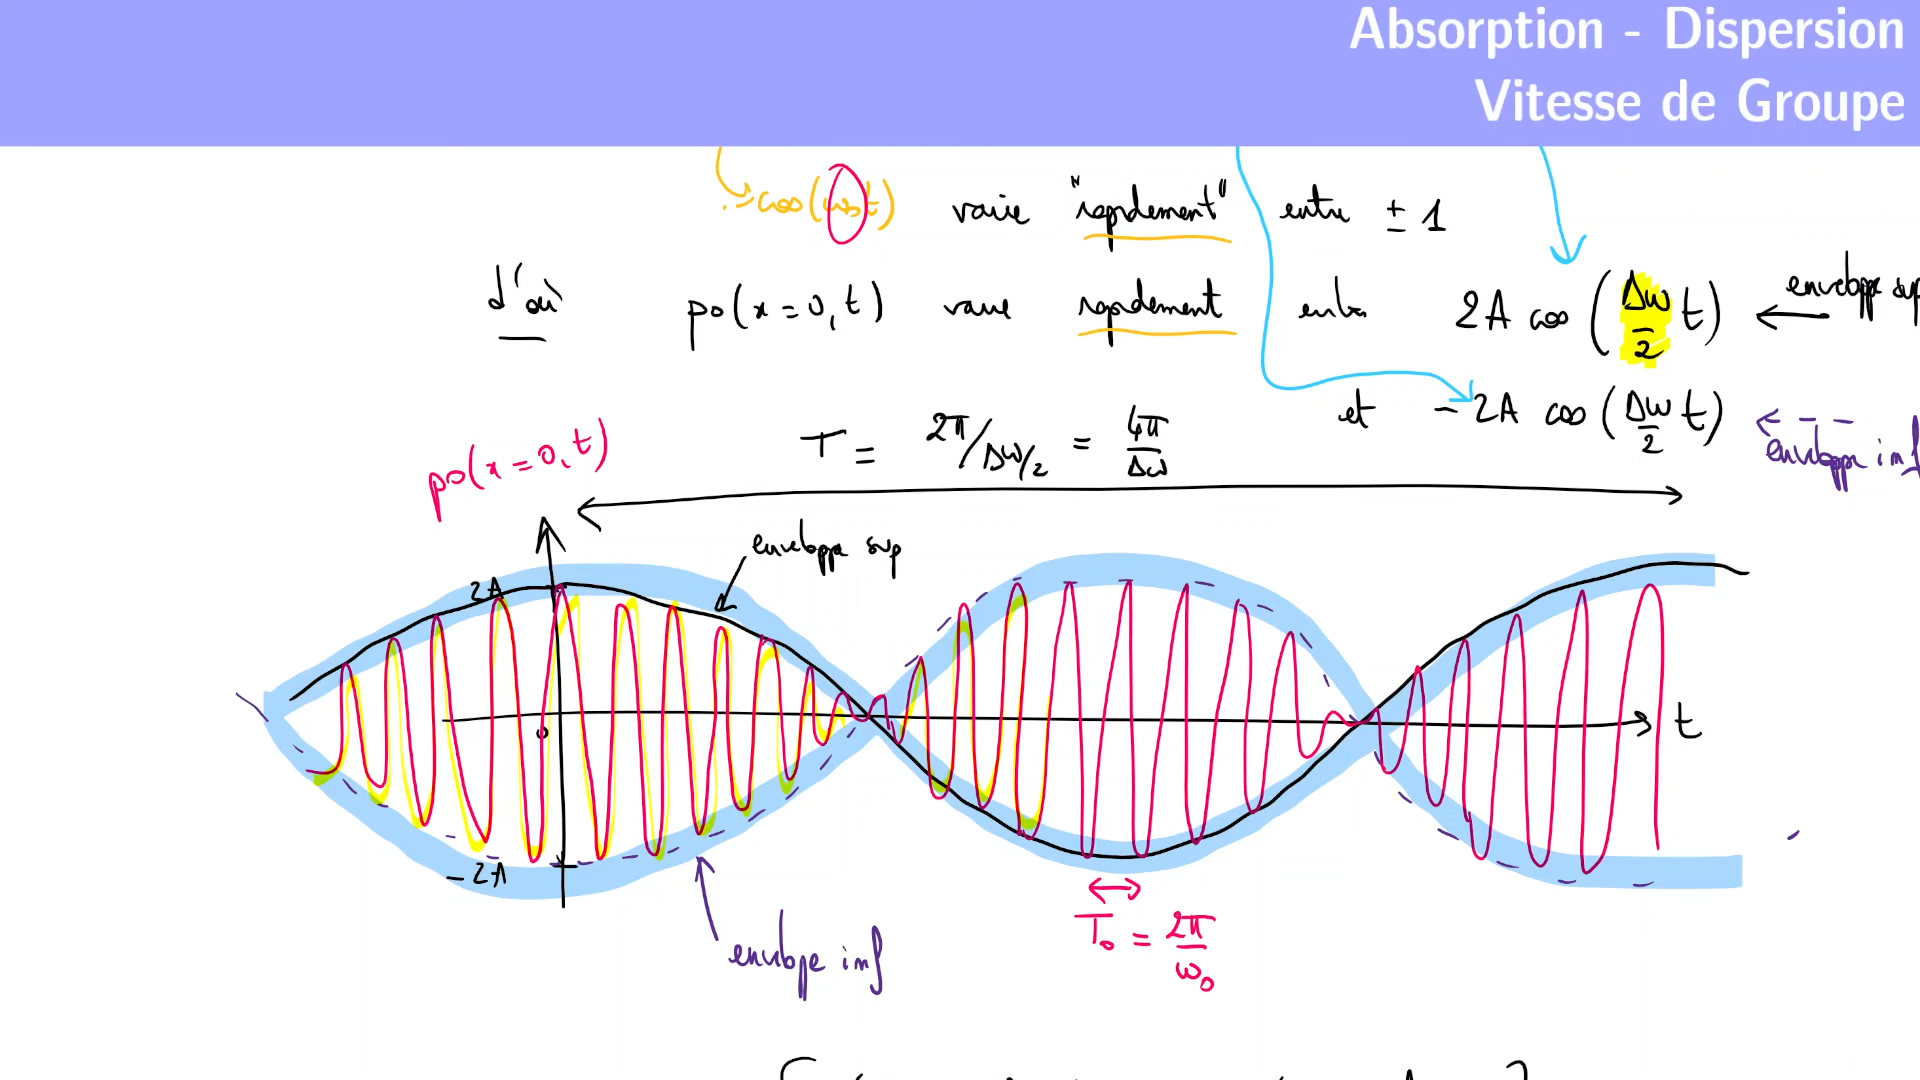 Absorption - Dispersion
Vitesse de Groupe
cos(ω₀t) varie "rapidement" entre ± 1
d'où po(x=0,t) varie rapidement entre 2A cos(Δω/2 t) ← enveloppe sup
et -2A cos(Δω/2 t) ← enveloppe inf
T = 2π/Δω/2 = 4π/Δω
po(x=0,t)
enveloppe sup
2A
0
t
-2A
enveloppe inf
T₀ = 2π/ω₀